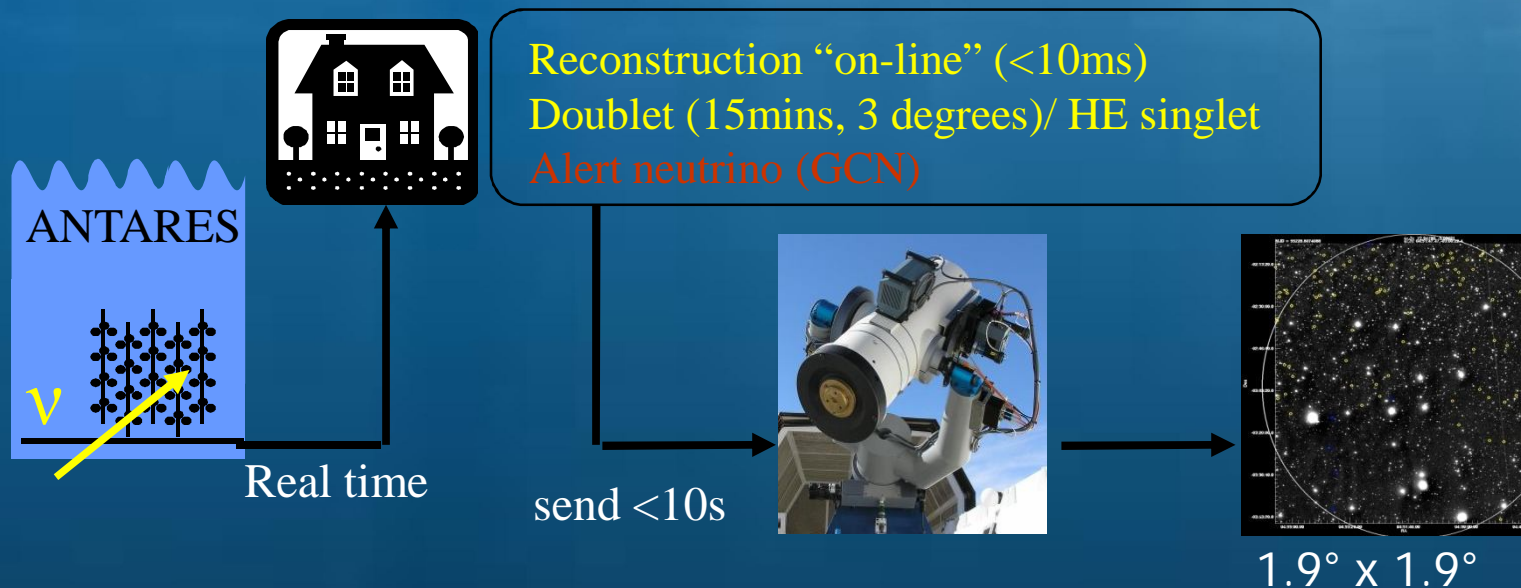 Reconstruction “on-line” (<10ms)
Doublet (15mins, 3 degrees)/ HE singlet
Alert neutrino (GCN)
ANTARES
ν
Real time
send <10s
1.9° x 1.9°